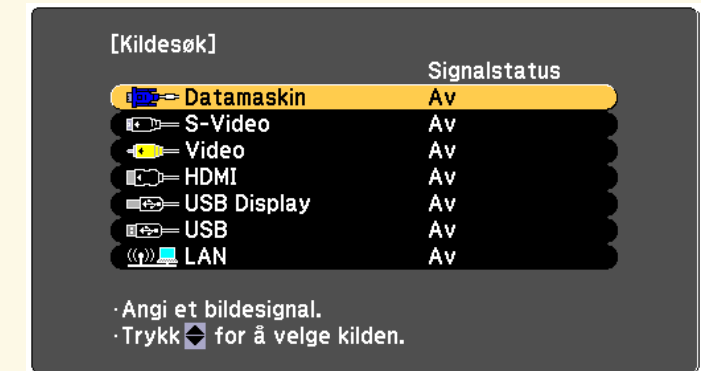 [Kildesøk]
Signalstatus
Datamaskin Av
S-Video Av
Video Av
HDMI Av
USB Display Av
USB Av
LAN Av
·Angi et bildesignal.
·Trykk for å velge kilden.